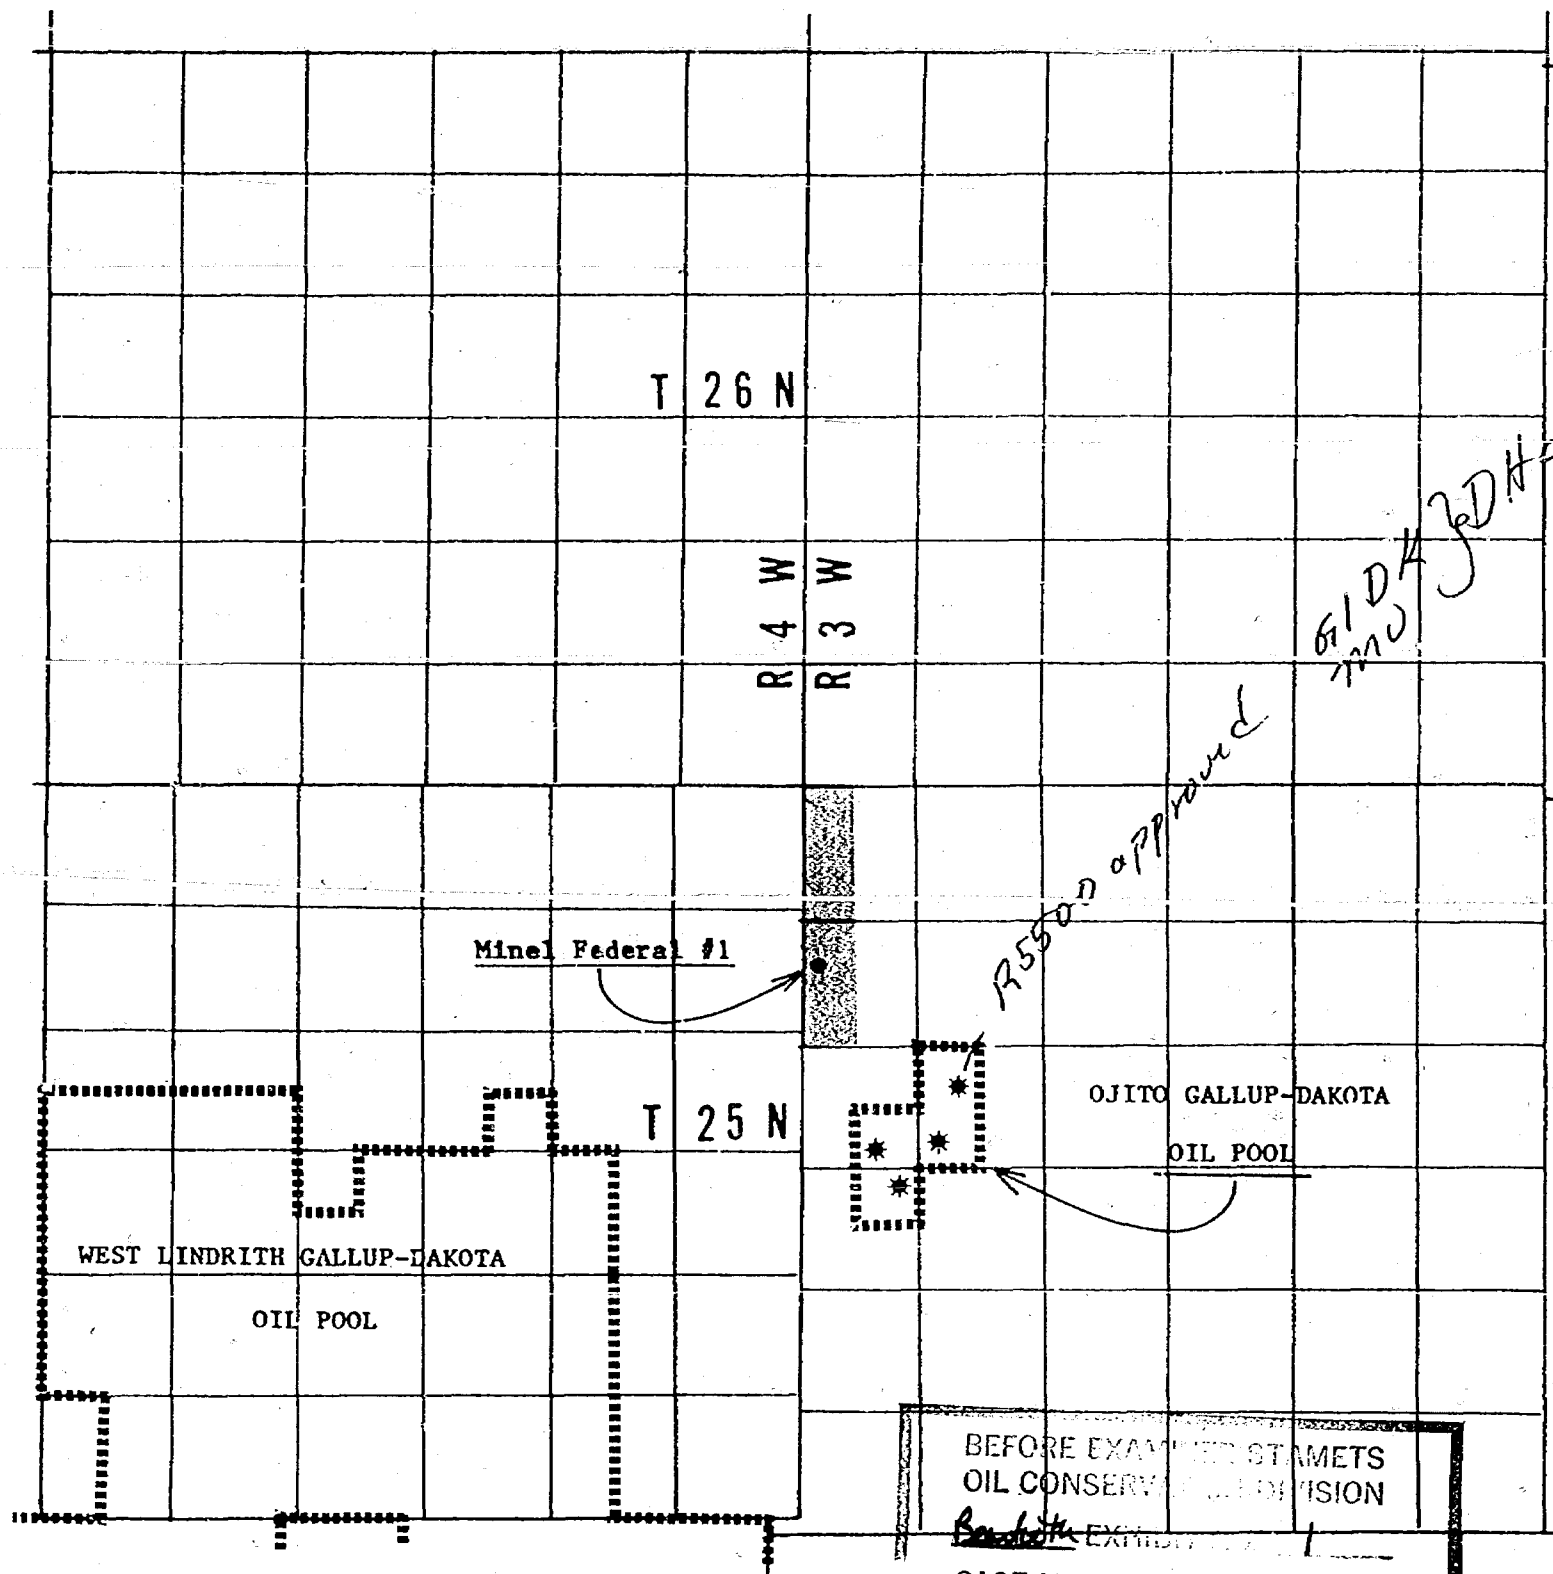 T 26 N
R 4 W
R 3 W
R5500 approved
Minel Federal #1
T 25 N
OJITO GALLUP-DAKOTA
OIL POOL
WEST LINDRITH GALLUP-DAKOTA
OIL POOL
BEFORE EXAMINER STAMETS
OIL CONSERVATION DIVISION
EXHIBIT 1